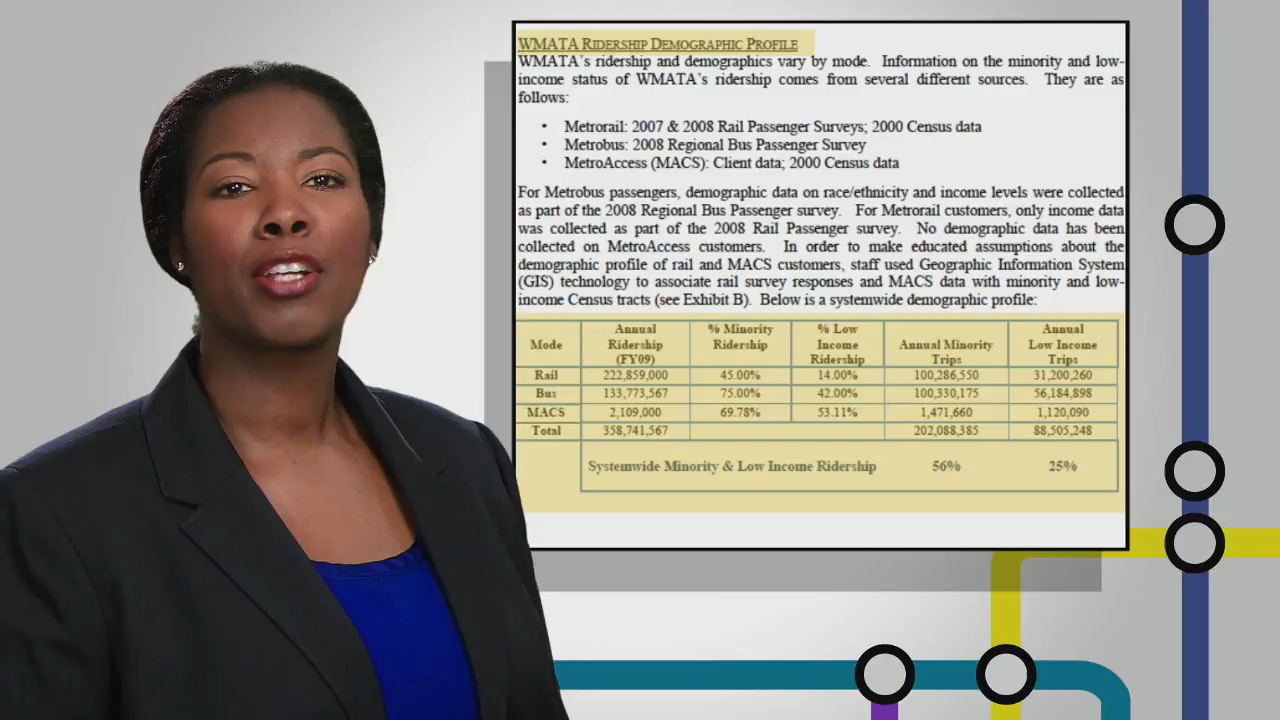 WMATA RIDERSHIP DEMOGRAPHIC PROFILE
WMATA's ridership and demographics vary by mode. Information on the minority and low-
income status of WMATA's ridership comes from several different sources. They are as
follows:
• Metrorail: 2007 & 2008 Rail Passenger Surveys; 2000 Census data
• Metrobus: 2008 Regional Bus Passenger Survey
• MetroAccess (MACS): Client data; 2000 Census data
For Metrobus passengers, demographic data on race/ethnicity and income levels were collected
as part of the 2008 Regional Bus Passenger survey. For Metrorail customers, only income data
was collected as part of the 2008 Rail Passenger survey. No demographic data has been
collected on MetroAccess customers. In order to make educated assumptions about the
demographic profile of rail and MACS customers, staff used Geographic Information System
(GIS) technology to associate rail survey responses and MACS data with minority and low-
income Census tracts (see Exhibit B). Below is a systemwide demographic profile:
Mode Annual Ridership (FY09) % Minority Ridership % Low Income Ridership Annual Minority Trips Annual Low Income Trips
Rail 222,859,000 45.00% 14.00% 100,286,550 31,200,260
Bus 133,773,567 75.00% 42.00% 100,330,175 56,184,898
MACS 2,109,000 69.78% 53.11% 1,471,660 1,120,090
Total 358,741,567 202,088,385 88,505,248
Systemwide Minority & Low Income Ridership 56% 25%